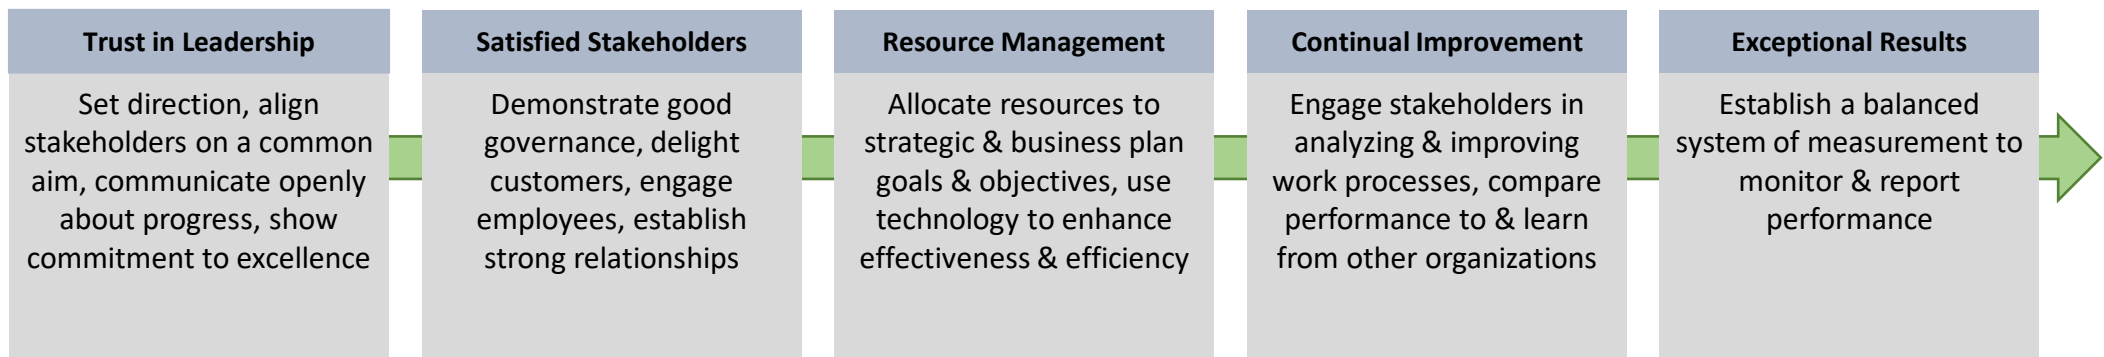 Trust in Leadership
Set direction, align
stakeholders on a common
aim, communicate openly
about progress, show
commitment to excellence
Satisfied Stakeholders
Demonstrate good
governance, delight
customers, engage
employees, establish
strong relationships
Resource Management
Allocate resources to
strategic & business plan
goals & objectives, use
technology to enhance
effectiveness & efficiency
Continual Improvement
Engage stakeholders in
analyzing & improving
work processes, compare
performance to & learn
from other organizations
Exceptional Results
Establish a balanced
system of measurement to
monitor & report
performance